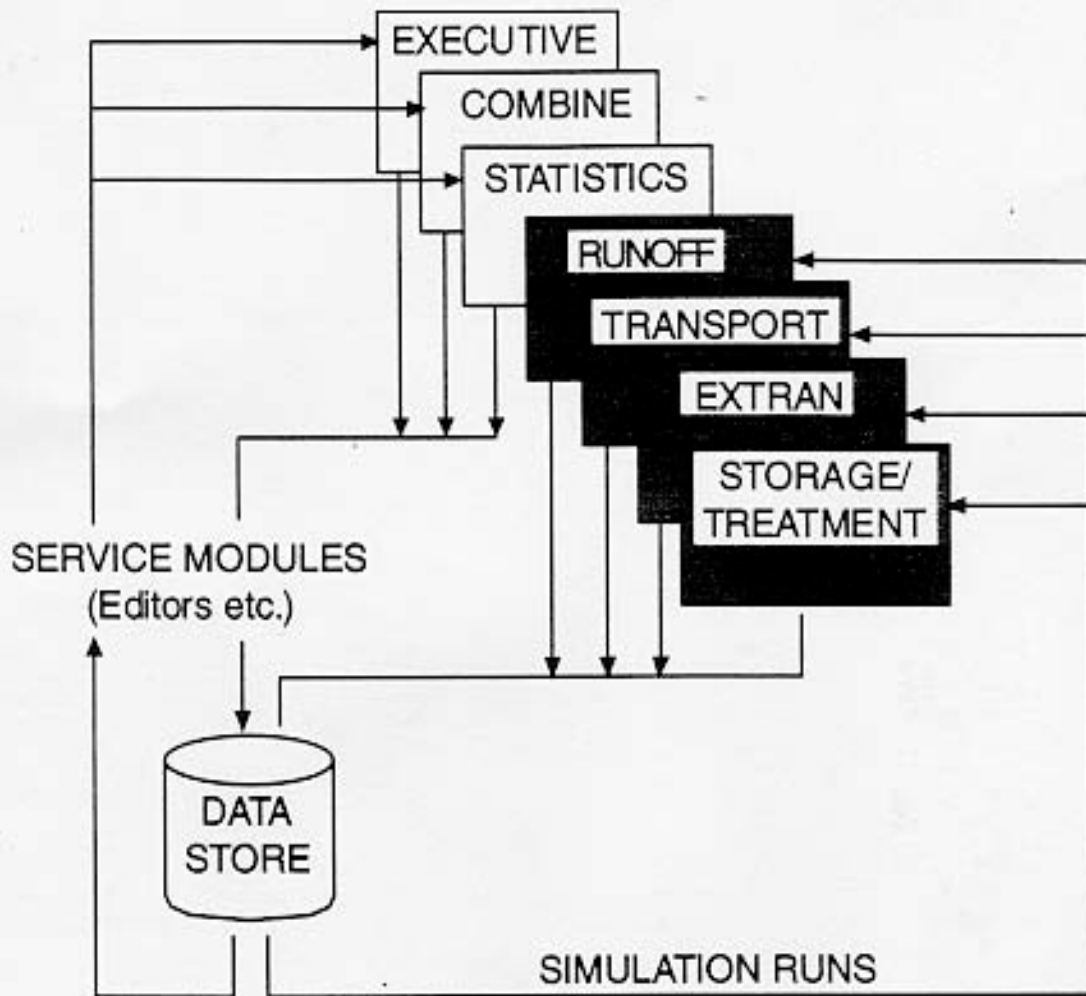 EXECUTIVE
COMBINE
STATISTICS
RUNOFF
TRANSPORT
EXTRAN
STORAGE/
TREATMENT
SERVICE MODULES
(Editors etc.)
DATA
STORE
SIMULATION RUNS